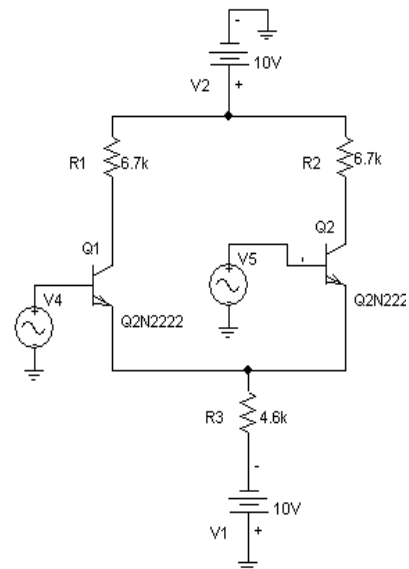 -
10V
V2
+
R1
6.7k
R2
6.7k
Q1
Q2
V5
V4
Q2N2222
Q2N222
R3
4.6k
-
10V
V1
+